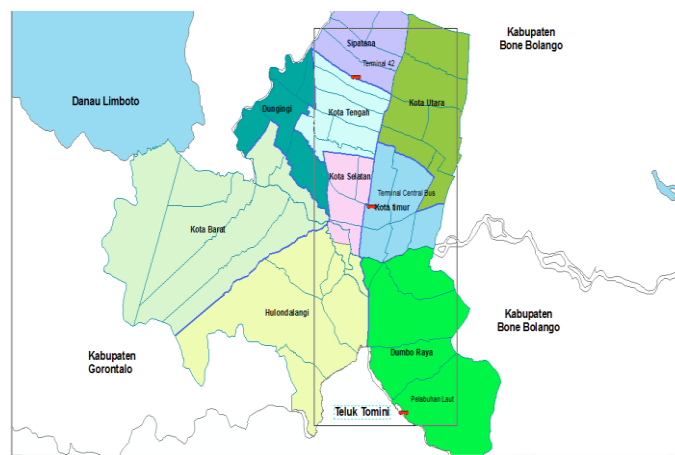 Kabupaten
Bone Bolango
Sipatana
Terminal 42
Danau Limboto
Dungingi
Kota Tengah
Kota Utara
Kota Selatan
Terminal Central Bus
Kota timur
Kota Barat
Hulondalangi
Kabupaten
Bone Bolango
Kabupaten
Gorontalo
Dumbo Raya
Pelabuhan Laut
Teluk Tomini